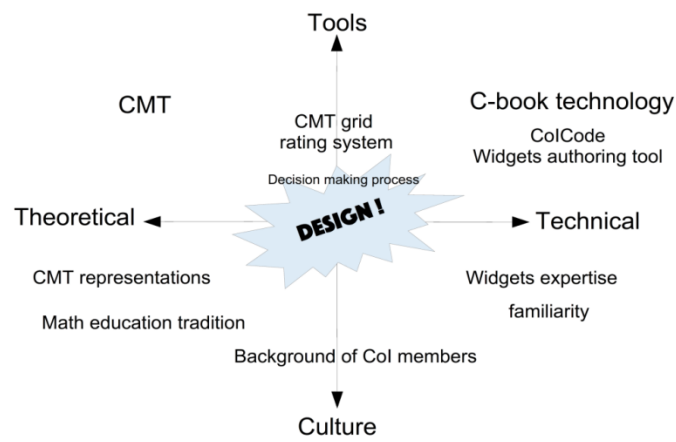 Tools
CMT
C-book technology
CMT grid
rating system
CoICode
Widgets authoring tool
Decision making process
DESIGN !
Theoretical
Technical
CMT representations
Widgets expertise
familiarity
Math education tradition
Background of CoI members
Culture